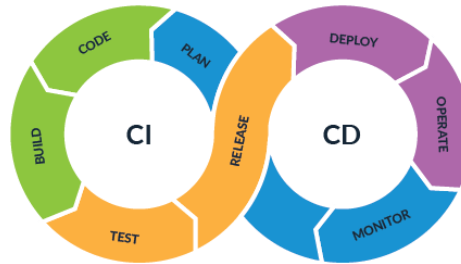 CODE
PLAN
DEPLOY
BUILD
CI
RELEASE
CD
OPERATE
TEST
MONITOR